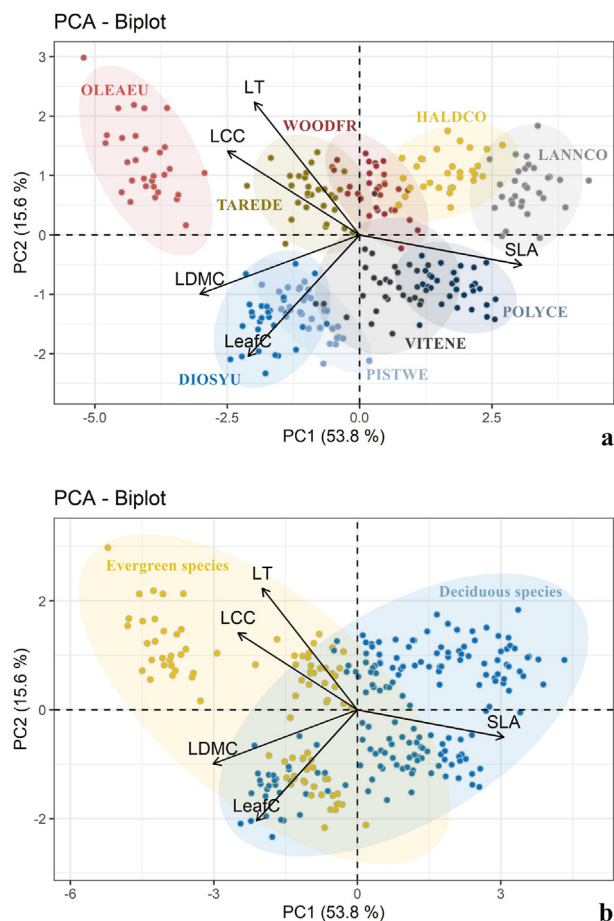 PCA - Biplot
3
OLEAEU
LT
2
WOODFR
HALDCO
LCC
LANNCO
1
TAREDE
0
SLA
LDMC
-1
POLYCE
LeafC
VITENE
-2
DIOSYU
PISTWE
-5.0
-2.5
0.0
2.5
PC2 (15.6 %)
PC1 (53.8 %)
a
PCA - Biplot
Evergreen species
LT
Deciduous species
2
LCC
0
SLA
LDMC
LeafC
-2
-6
-3
0
3
PC2 (15.6 %)
PC1 (53.8 %)
b